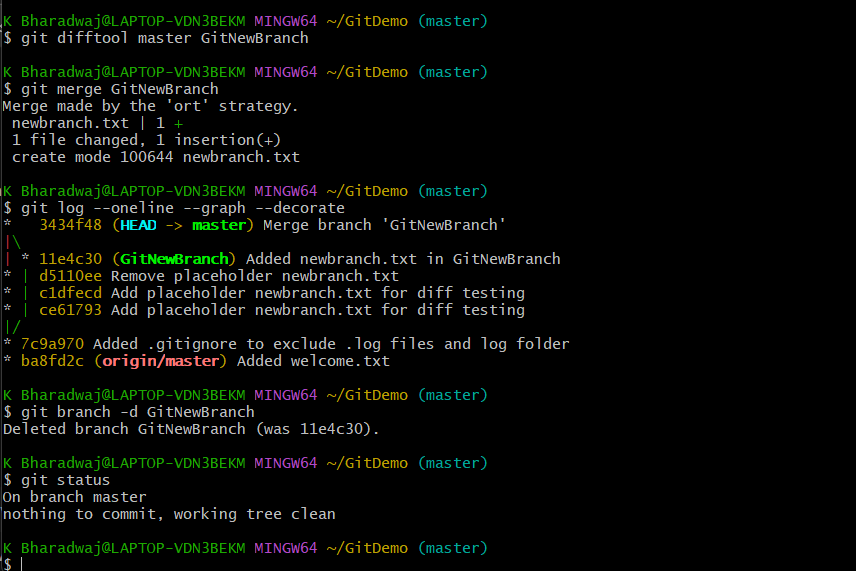 K Bharadwaj@LAPTOP-VDN3BEKM MINGW64 ~/GitDemo (master)
$ git difftool master GitNewBranch
K Bharadwaj@LAPTOP-VDN3BEKM MINGW64 ~/GitDemo (master)
$ git merge GitNewBranch
Merge made by the 'ort' strategy.
 newbranch.txt | 1 +
 1 file changed, 1 insertion(+)
 create mode 100644 newbranch.txt
K Bharadwaj@LAPTOP-VDN3BEKM MINGW64 ~/GitDemo (master)
$ git log --oneline --graph --decorate
*   3434f48 (HEAD -> master) Merge branch 'GitNewBranch'
|\
| * 11e4c30 (GitNewBranch) Added newbranch.txt in GitNewBranch
* | d5110ee Remove placeholder newbranch.txt
* | c1dfecd Add placeholder newbranch.txt for diff testing
* | ce61793 Add placeholder newbranch.txt for diff testing
|/
* 7c9a970 Added .gitignore to exclude .log files and log folder
* ba8fd2c (origin/master) Added welcome.txt
K Bharadwaj@LAPTOP-VDN3BEKM MINGW64 ~/GitDemo (master)
$ git branch -d GitNewBranch
Deleted branch GitNewBranch (was 11e4c30).
K Bharadwaj@LAPTOP-VDN3BEKM MINGW64 ~/GitDemo (master)
$ git status
On branch master
nothing to commit, working tree clean
K Bharadwaj@LAPTOP-VDN3BEKM MINGW64 ~/GitDemo (master)
$